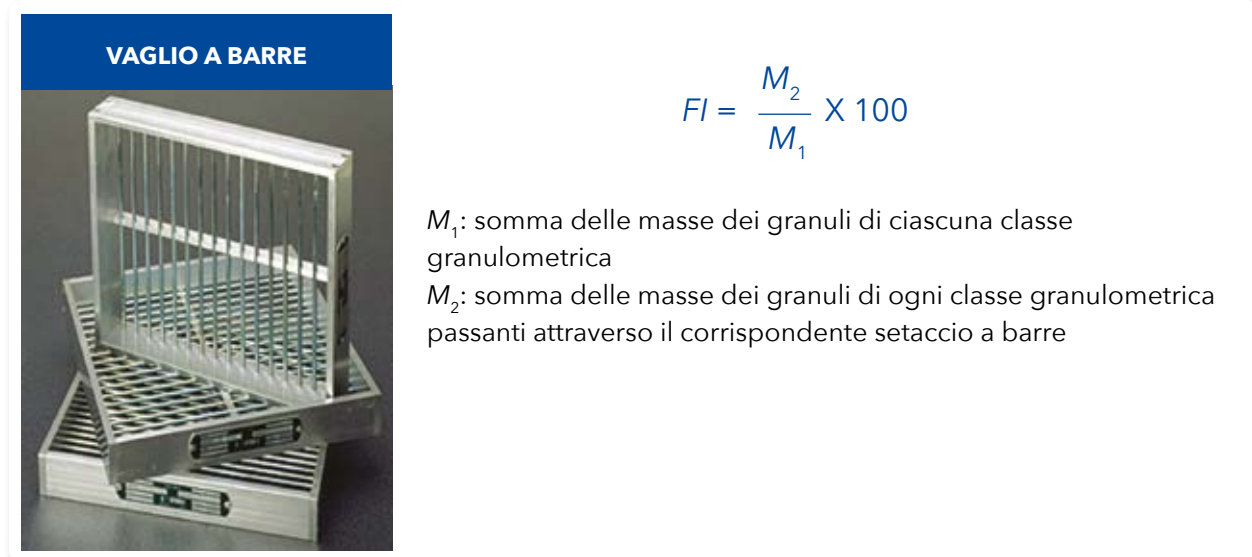 VAGLIO A BARRE
FI = M₂ / M₁ X 100
M₁: somma delle masse dei granuli di ciascuna classe
granulometrica
M₂: somma delle masse dei granuli di ogni classe granulometrica
passanti attraverso il corrispondente setaccio a barre